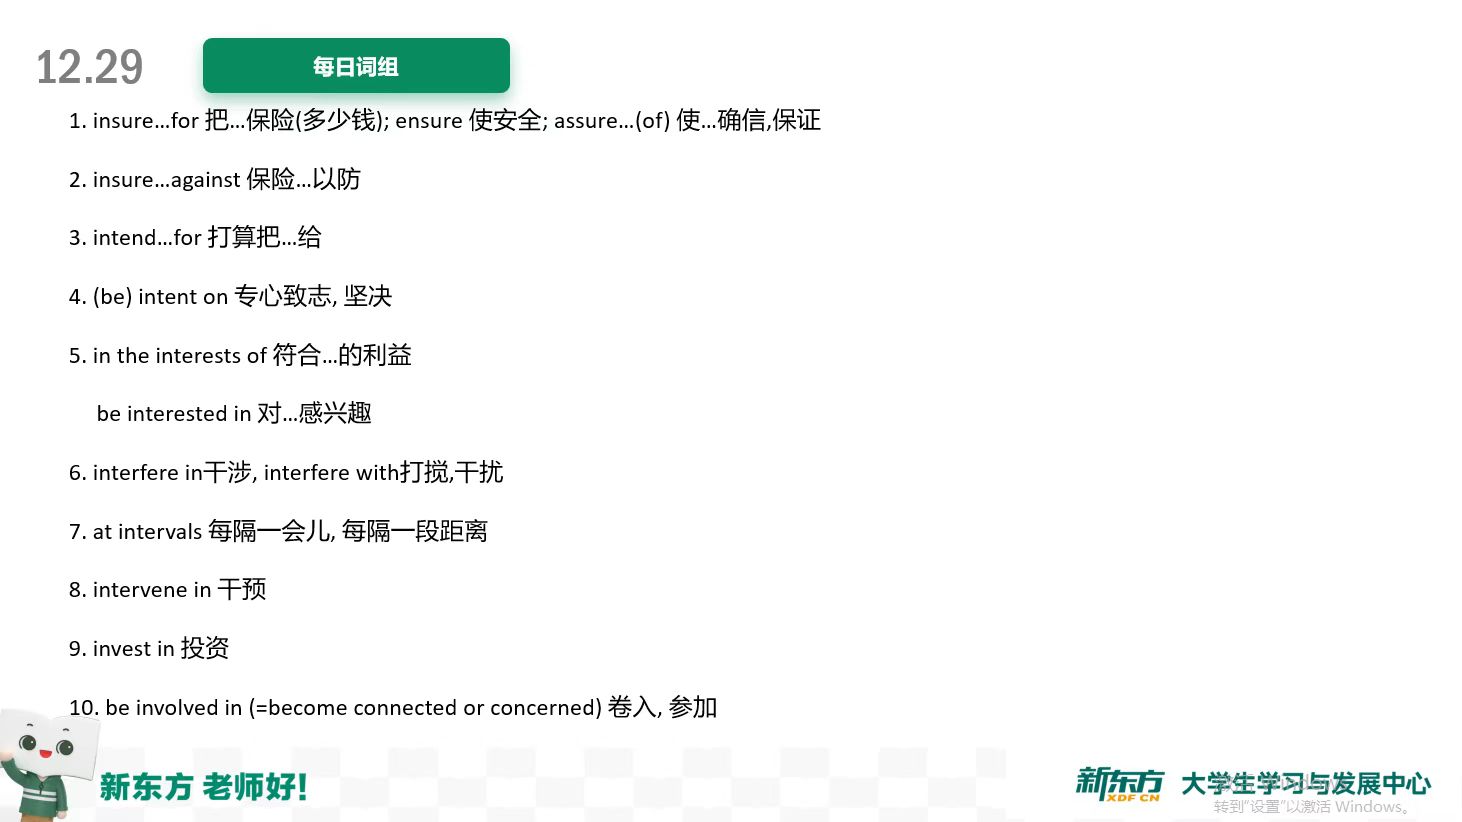 12.29
每日词组
1. insure...for 把...保险(多少钱); ensure 使安全; assure...(of) 使...确信,保证
2. insure...against 保险...以防
3. intend...for 打算把...给
4. (be) intent on 专心致志, 坚决
5. in the interests of 符合...的利益
be interested in 对...感兴趣
6. interfere in干涉, interfere with打搅,干扰
7. at intervals 每隔一会儿, 每隔一段距离
8. intervene in 干预
9. invest in 投资
10. be involved in (=become connected or concerned) 卷入, 参加
新东方 老师好!
新东方 XDF.CN 大学生学习与发展中心
激活 Windows
转到"设置"以激活 Windows。